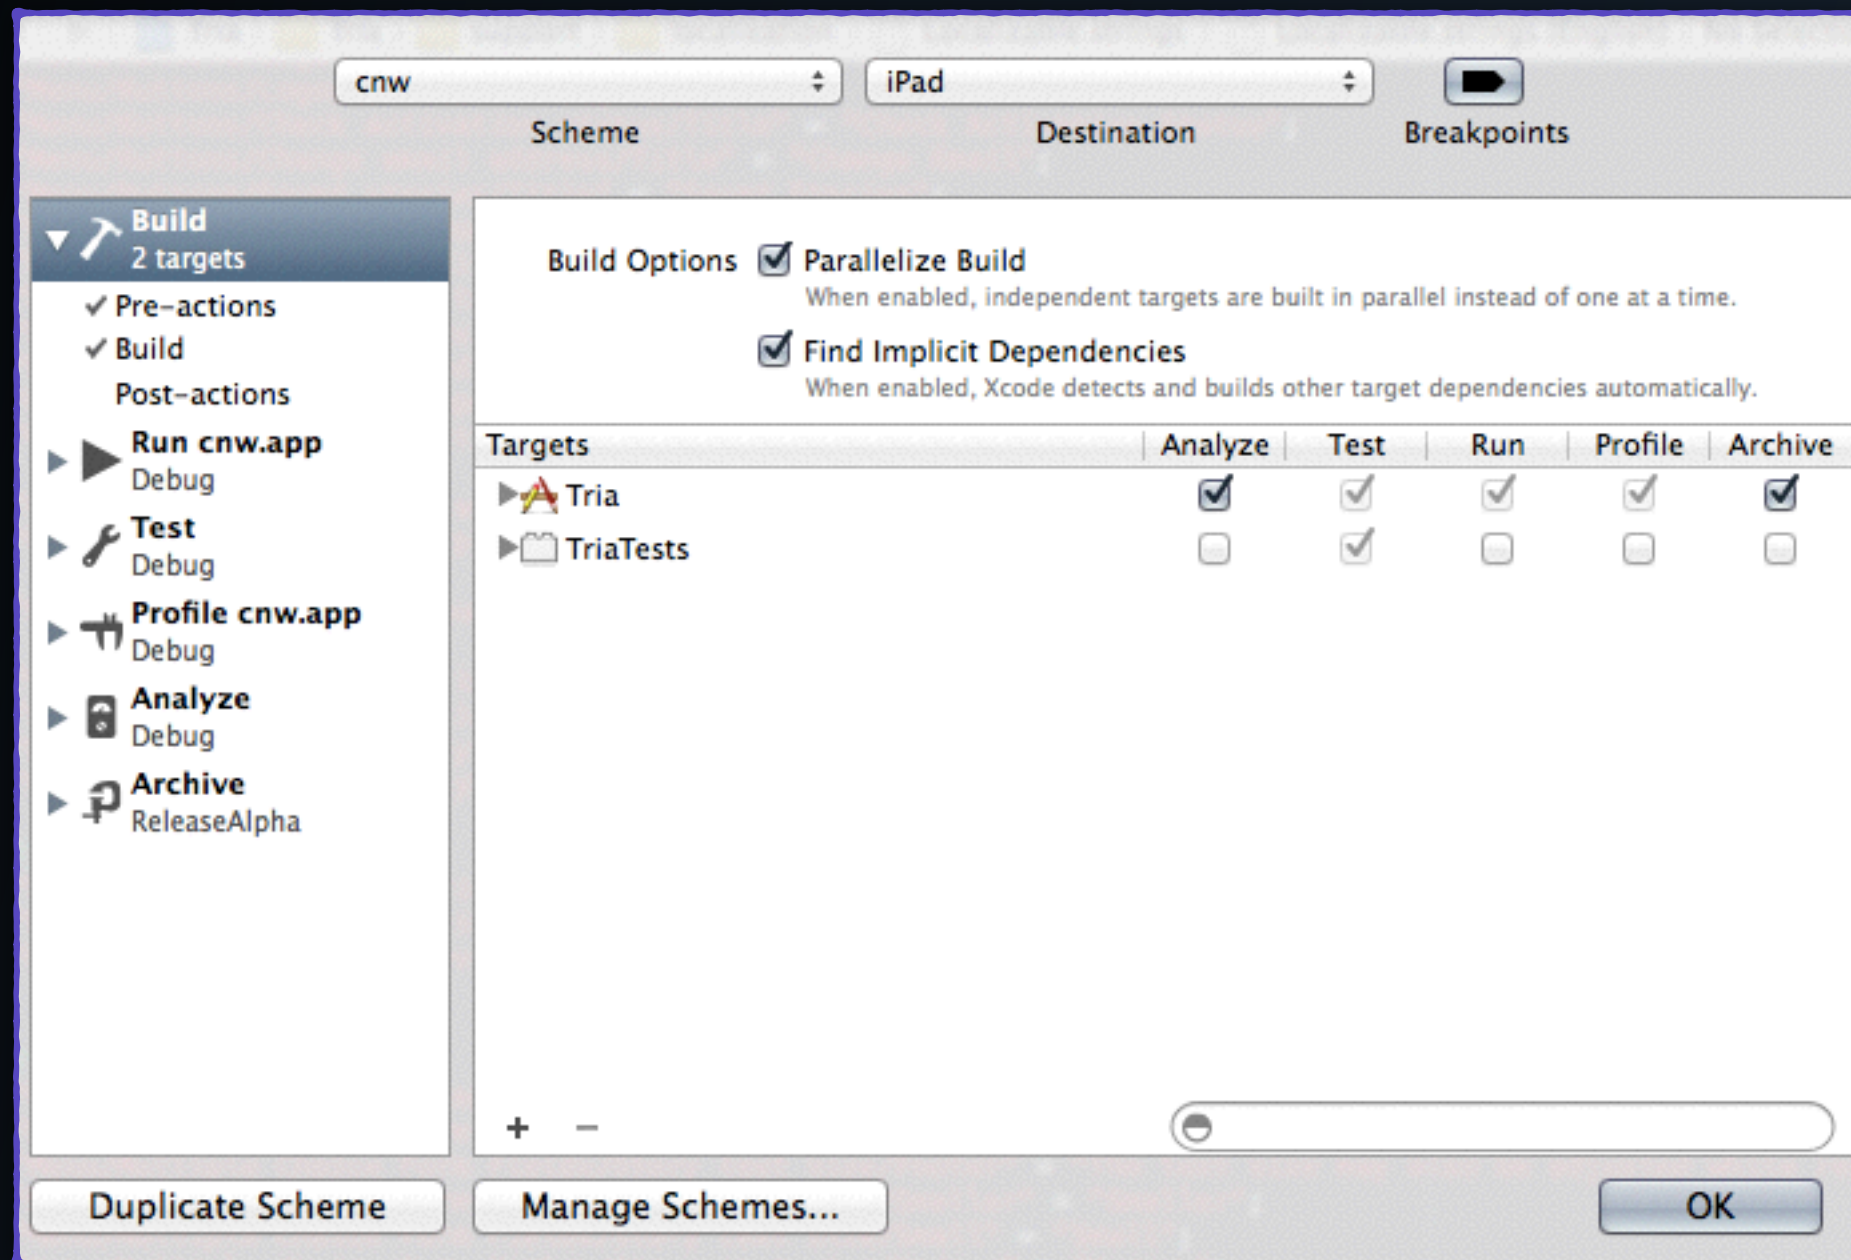 cnw
iPad
Scheme
Destination
Breakpoints
Build
2 targets
Pre-actions
Build
Post-actions
Run cnw.app
Debug
Test
Debug
Profile cnw.app
Debug
Analyze
Debug
Archive
ReleaseAlpha
Build Options
Parallelize Build
When enabled, independent targets are built in parallel instead of one at a time.
Find Implicit Dependencies
When enabled, Xcode detects and builds other target dependencies automatically.
Targets Analyze Test Run Profile Archive
Tria
TriaTests
+ −
Duplicate Scheme
Manage Schemes...
OK